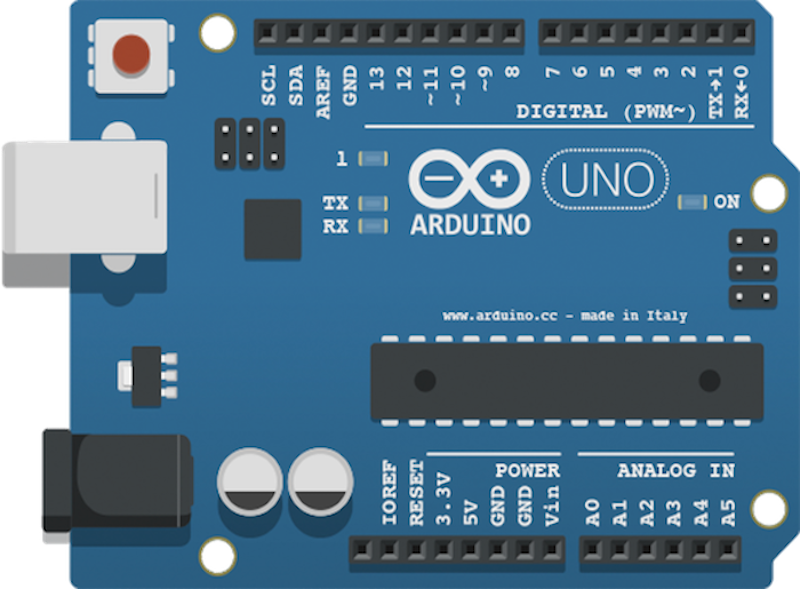 SCL SDA AREF GND 13 12 ~11 ~10 ~9 8 7 6 5 4 3 2 TX→1 RX←0
DIGITAL (PWM~)
1
TX
RX
ARDUINO
UNO
ON
www.arduino.cc - made in Italy
POWER
ANALOG IN
IOREF RESET 3.3V 5V GND GND Vin A0 A1 A2 A3 A4 A5